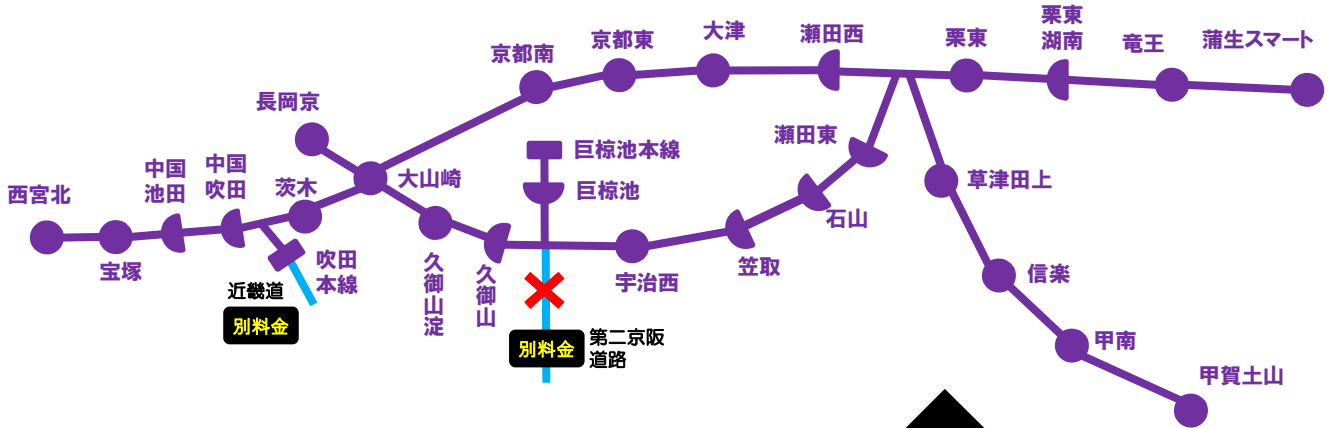 西宮北
宝塚
中国
池田
中国
吹田
茨木
吹田
本線
近畿道
別料金
長岡京
大山崎
久御山淀
久御山
京都南
京都東
大津
瀬田西
栗東
栗東
湖南
竜王
蒲生スマート
巨椋池本線
巨椋池
宇治西
笠取
石山
瀬田東
別料金
第二京阪
道路
草津田上
信楽
甲南
甲賀土山